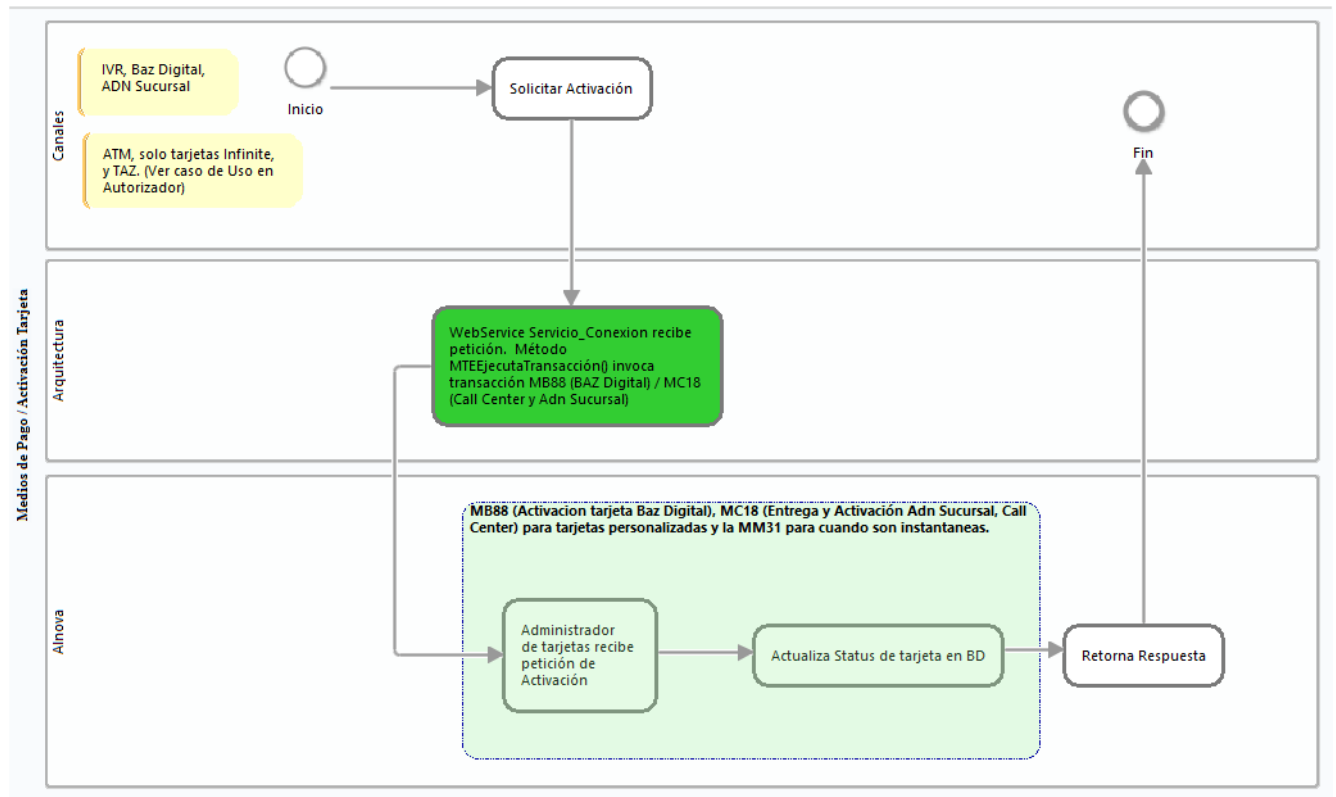 Medios de Pago / Activación Tarjeta
Canales
IVR, Baz Digital,
ADN Sucursal
ATM, solo tarjetas Infinite,
y TAZ. (Ver caso de Uso en
Autorizador)
Inicio
Solicitar Activación
Fin
Arquitectura
WebService Servicio_Conexion recibe
petición. Método
MTEEjecutaTransacción() invoca
transacción MB88 (BAZ Digital) / MC18
(Call Center y Adn Sucursal)
Alnova
MB88 (Activacion tarjeta Baz Digital), MC18 (Entrega y Activación Adn Sucursal, Call
Center) para tarjetas personalizadas y la MM31 para cuando son instantaneas.
Administrador
de tarjetas recibe
petición de
Activación
Actualiza Status de tarjeta en BD
Retorna Respuesta